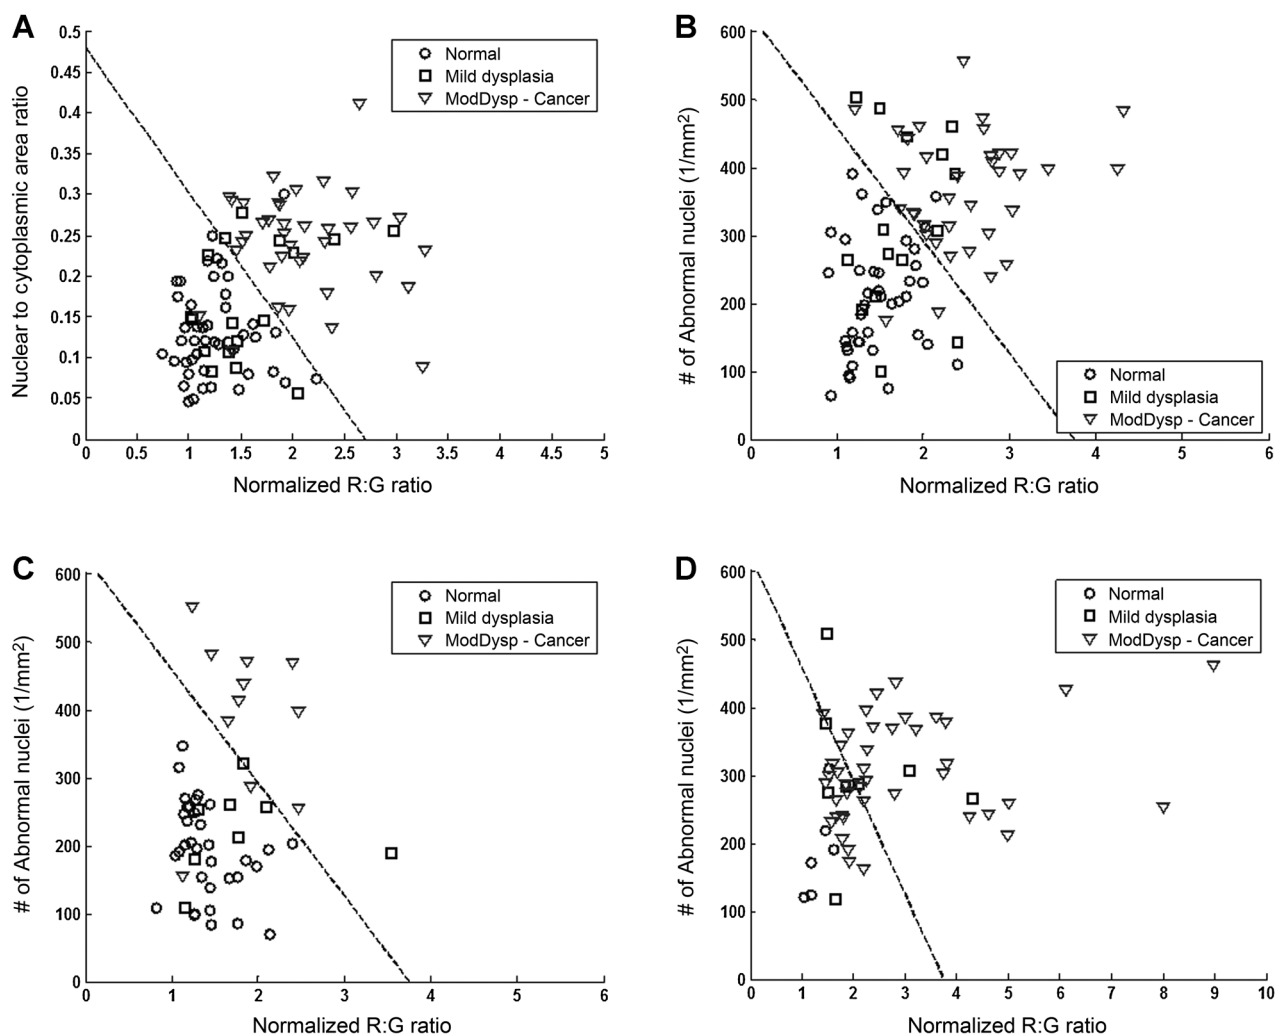 A
Nuclear to cytoplasmic area ratio
0.5
0.45
0.4
0.35
0.3
0.25
0.2
0.15
0.1
0.05
0
0 0.5 1 1.5 2 2.5 3 3.5 4 4.5 5
Normalized R:G ratio
Normal
Mild dysplasia
ModDysp - Cancer
B
# of Abnormal nuclei (1/mm2)
600
500
400
300
200
100
0
0 1 2 3 4 5 6
Normalized R:G ratio
Normal
Mild dysplasia
ModDysp - Cancer
C
# of Abnormal nuclei (1/mm2)
600
500
400
300
200
100
0
0 1 2 3 4 5 6
Normalized R:G ratio
Normal
Mild dysplasia
ModDysp - Cancer
D
# of Abnormal nuclei (1/mm2)
600
500
400
300
200
100
0
0 1 2 3 4 5 6 7 8 9 10
Normalized R:G ratio
Normal
Mild dysplasia
ModDysp - Cancer